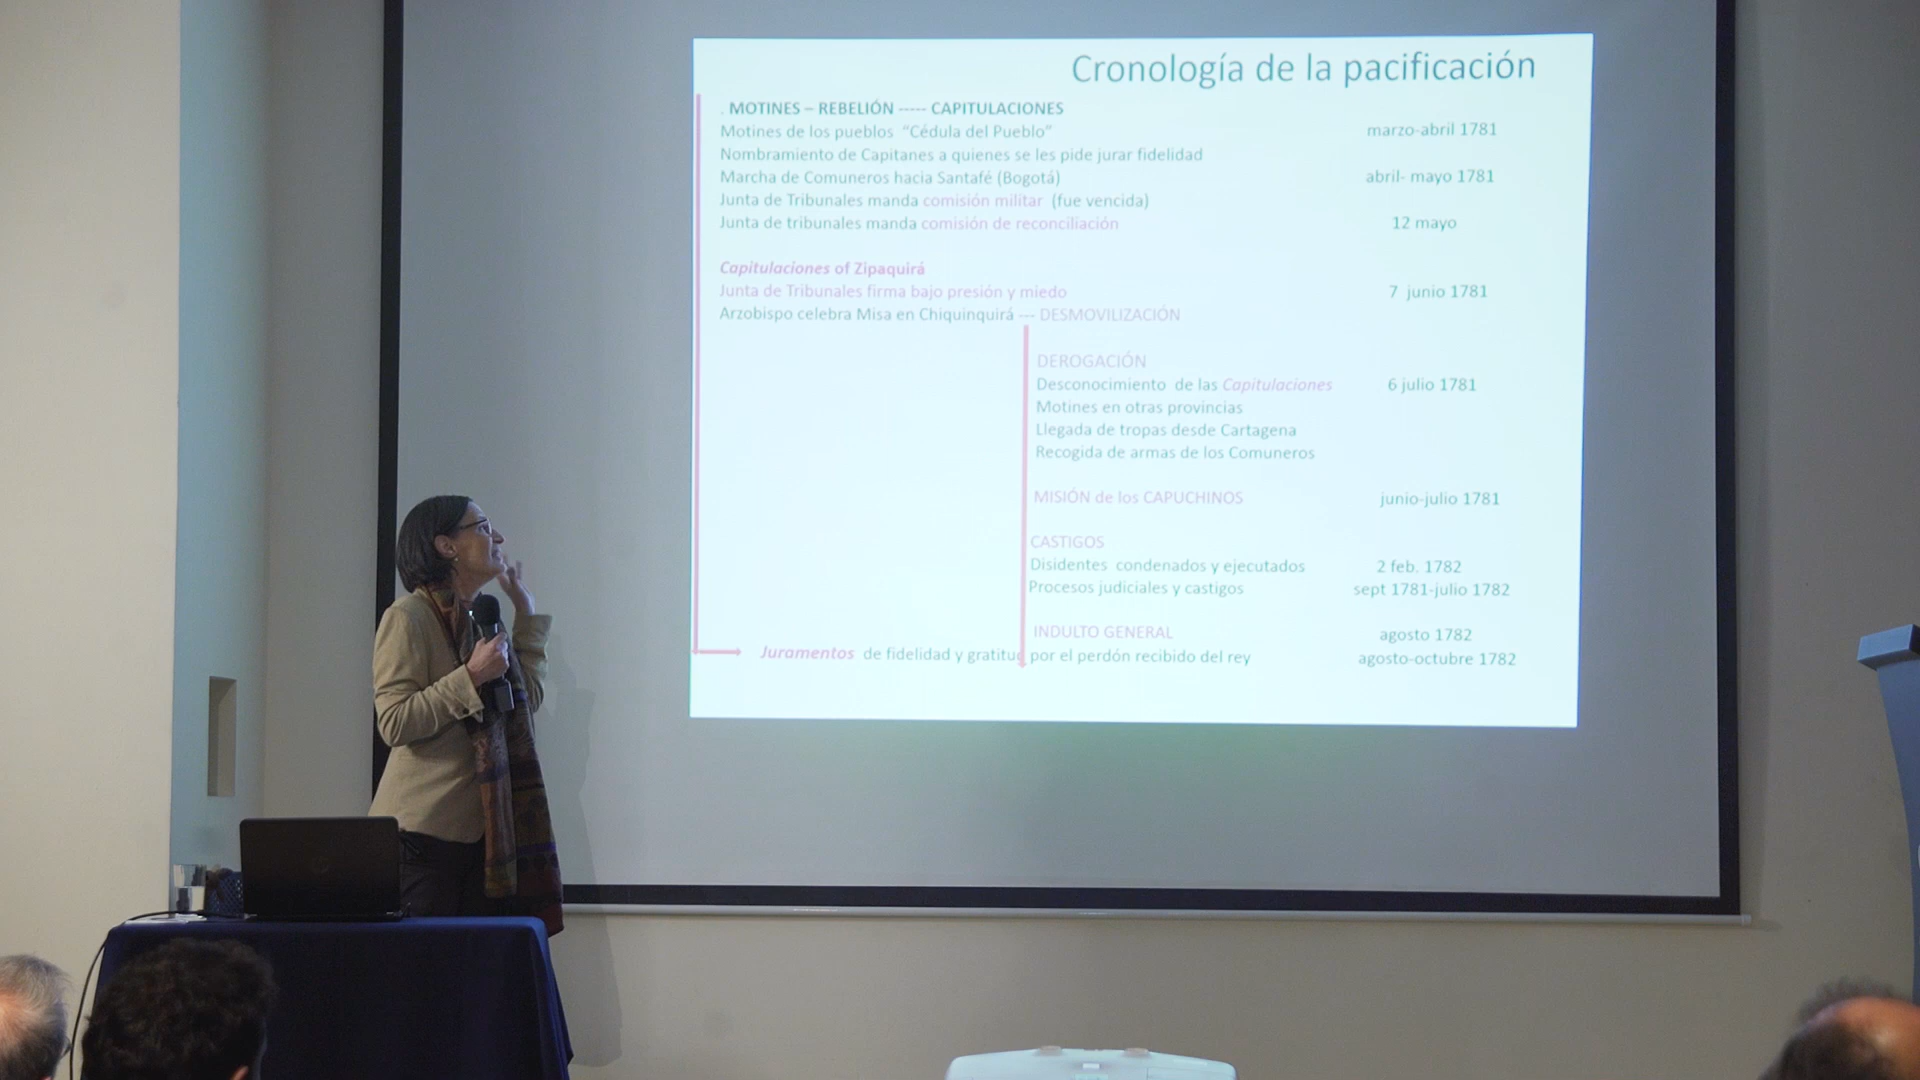 Cronología de la pacificación
. MOTINES – REBELIÓN ----- CAPITULACIONES
Motines de los pueblos “Cédula del Pueblo” marzo-abril 1781
Nombramiento de Capitanes a quienes se les pide jurar fidelidad
Marcha de Comuneros hacia Santafé (Bogotá) abril- mayo 1781
Junta de Tribunales manda comisión militar (fue vencida)
Junta de tribunales manda comisión de reconciliación 12 mayo
Capitulaciones of Zipaquirá
Junta de Tribunales firma bajo presión y miedo 7 junio 1781
Arzobispo celebra Misa en Chiquinquirá --- DESMOVILIZACIÓN
DEROGACIÓN
Desconocimiento de las Capitulaciones 6 julio 1781
Motines en otras provincias
Llegada de tropas desde Cartagena
Recogida de armas de los Comuneros
MISIÓN de los CAPUCHINOS junio-julio 1781
CASTIGOS
Disidentes condenados y ejecutados 2 feb. 1782
Procesos judiciales y castigos sept 1781-julio 1782
INDULTO GENERAL agosto 1782
Juramentos de fidelidad y gratitud por el perdón recibido del rey agosto-octubre 1782